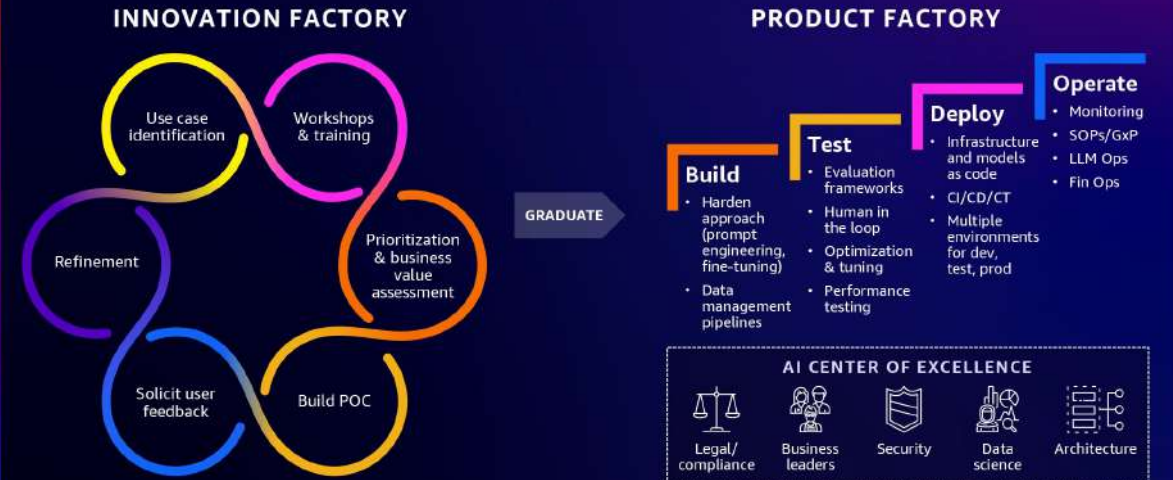 INNOVATION FACTORY
Use case
identification
Workshops
& training
Prioritization
& business
value
assessment
Build POC
Solicit user
feedback
Refinement
GRADUATE
PRODUCT FACTORY
Build
• Harden
approach
(prompt
engineering,
fine-tuning)
• Data
management
pipelines
Test
• Evaluation
frameworks
• Human in
the loop
• Optimization
& tuning
• Performance
testing
Deploy
• Infrastructure
and models
as code
• CI/CD/CT
• Multiple
environments
for dev,
test, prod
Operate
• Monitoring
• SOPs/GxP
• LLM Ops
• Fin Ops
AI CENTER OF EXCELLENCE
Legal/
compliance
Business
leaders
Security
Data
science
Architecture